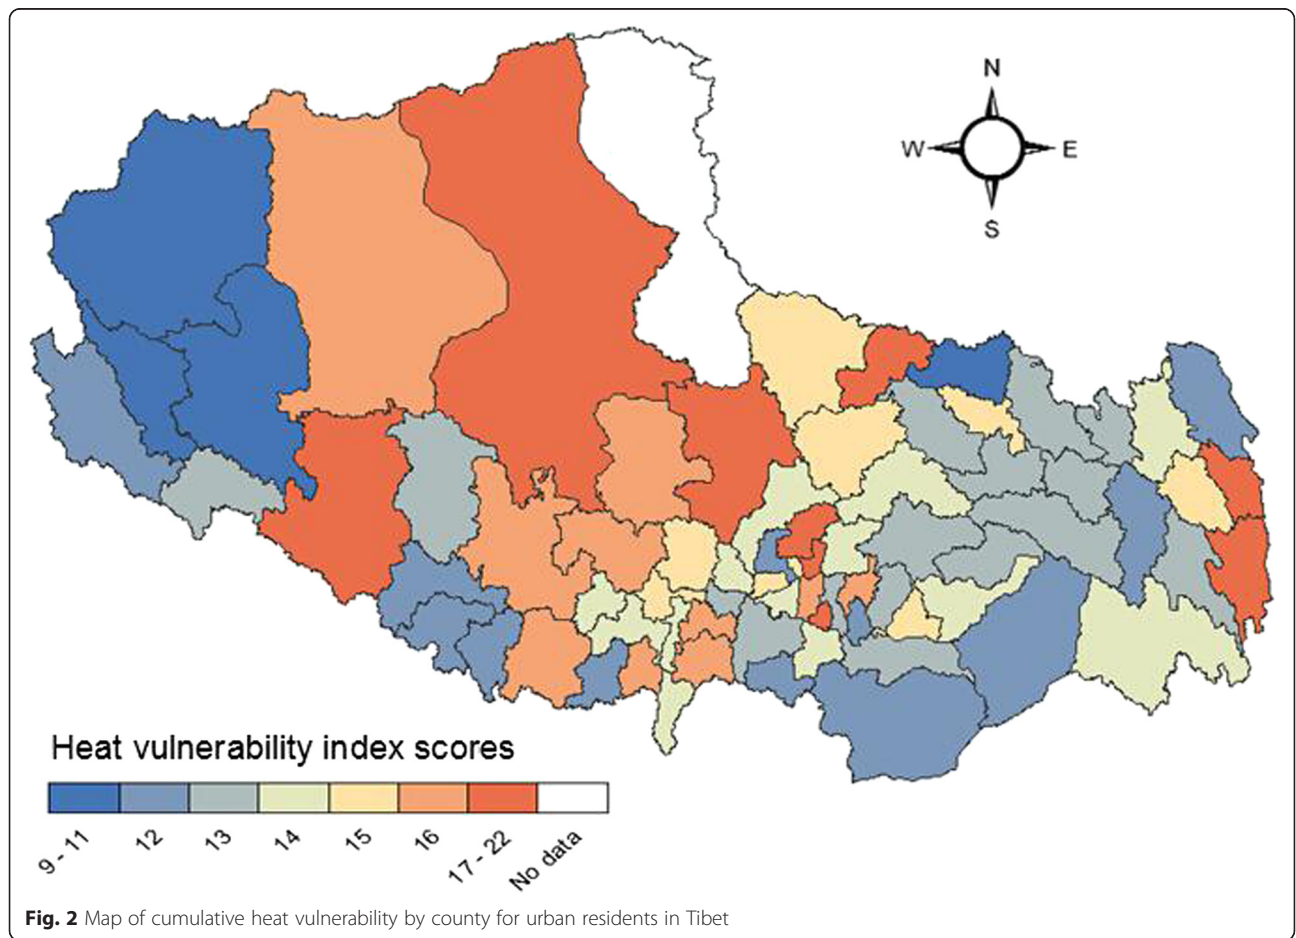 N
W E
S
Heat vulnerability index scores
9 - 11 12 13 14 15 16 17 - 22 No data
Fig. 2 Map of cumulative heat vulnerability by county for urban residents in Tibet